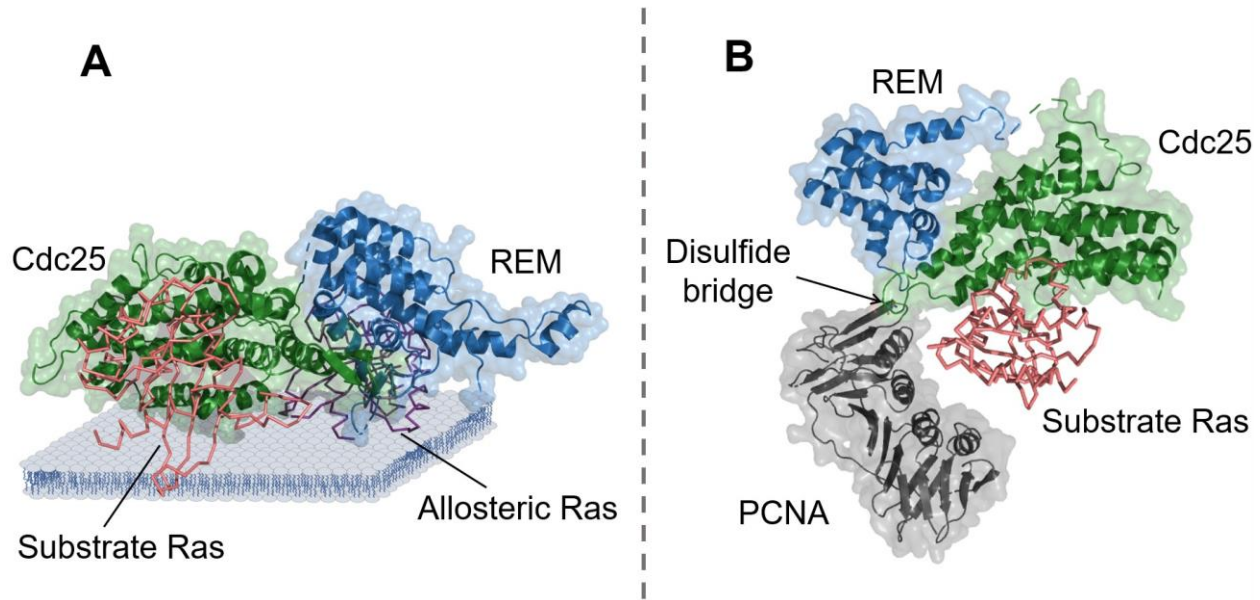 A
Cdc25
REM
Substrate Ras
Allosteric Ras
B
REM
Cdc25
Disulfide
bridge
Substrate Ras
PCNA